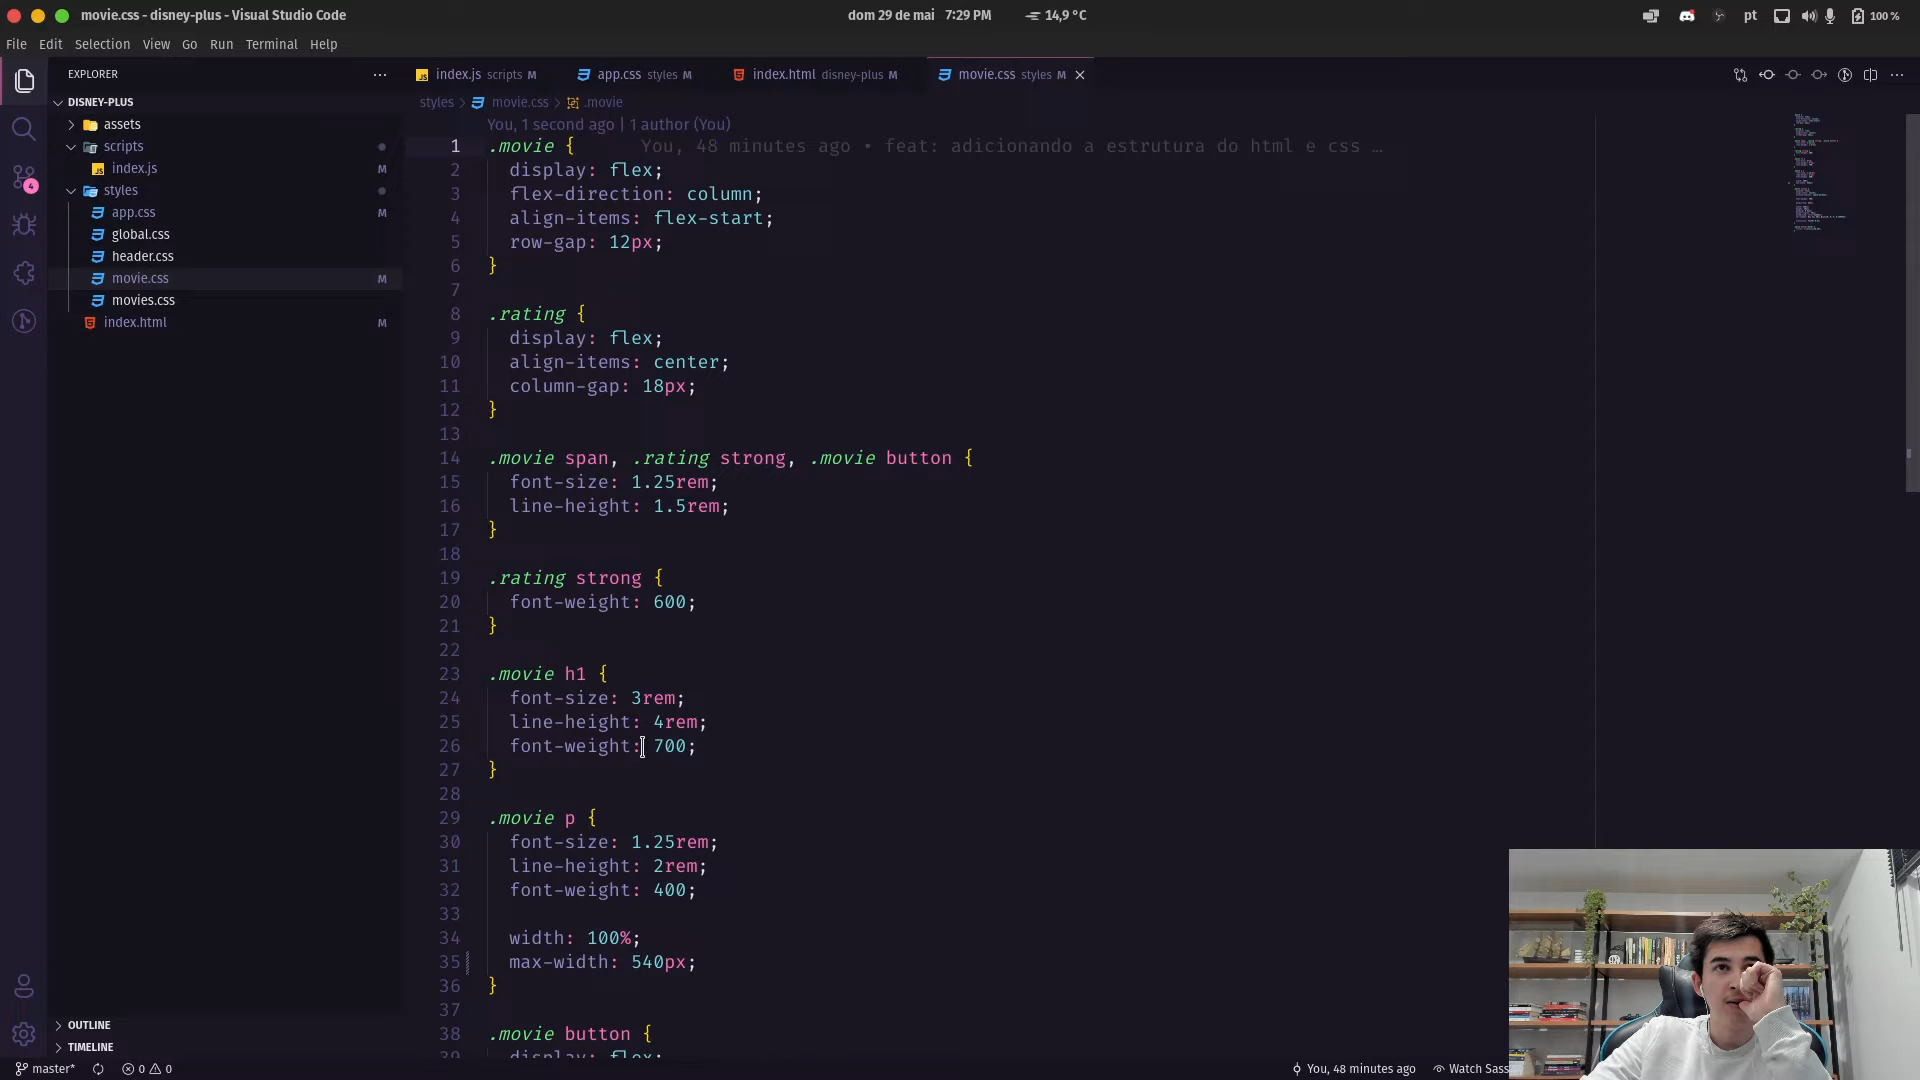 movie.css - disney-plus - Visual Studio Code
dom 29 de mai 7:29 PM
14,9 °C
pt
100 %
File Edit Selection View Go Run Terminal Help
EXPLORER
index.js scripts M
app.css styles M
index.html disney-plus M
movie.css styles M
DISNEY-PLUS
assets
scripts
index.js M
styles
app.css M
global.css
header.css
movie.css M
movies.css
index.html M
4
OUTLINE
TIMELINE
styles > movie.css > .movie
You, 1 second ago | 1 author (You)
1 .movie { You, 48 minutes ago • feat: adicionando a estrutura do html e css …
2 display: flex;
3 flex-direction: column;
4 align-items: flex-start;
5 row-gap: 12px;
6 }
7
8 .rating {
9 display: flex;
10 align-items: center;
11 column-gap: 18px;
12 }
13
14 .movie span, .rating strong, .movie button {
15 font-size: 1.25rem;
16 line-height: 1.5rem;
17 }
18
19 .rating strong {
20 font-weight: 600;
21 }
22
23 .movie h1 {
24 font-size: 3rem;
25 line-height: 4rem;
26 font-weight: 700;
27 }
28
29 .movie p {
30 font-size: 1.25rem;
31 line-height: 2rem;
32 font-weight: 400;
33
34 width: 100%;
35 max-width: 540px;
36 }
37
38 .movie button {
39 display: flex;
master* 0 0
You, 48 minutes ago
Watch Sass